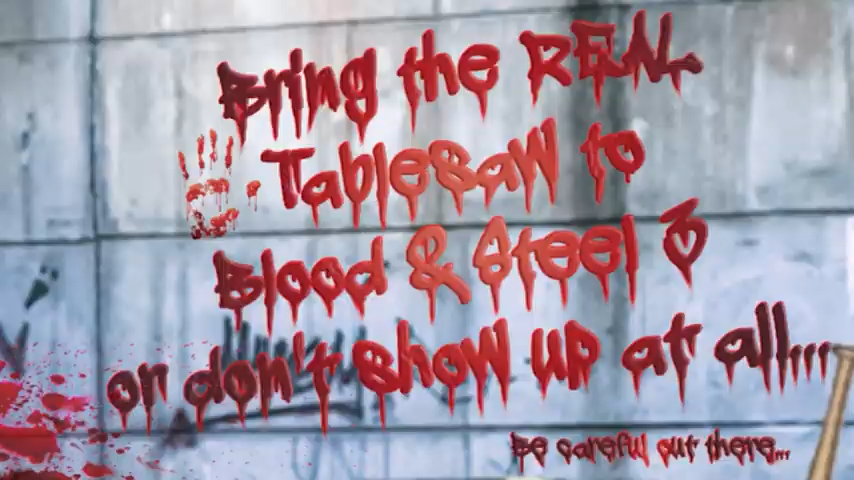 Bring the REAL
Tablesaw to
Blood & Steel 3
or don't show up at all...
Be careful out there...